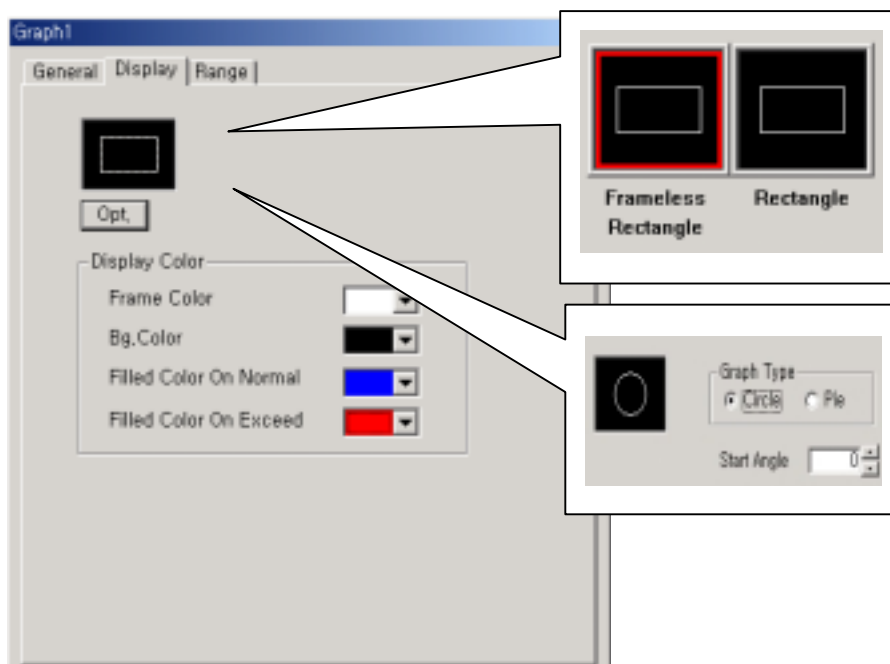 Graph1
General Display Range
Opt,
Display Color
Frame Color
Bg,Color
Filled Color On Normal
Filled Color On Exceed
Frameless
Rectangle
Rectangle
Graph Type
Circle Pie
Start Angle 0